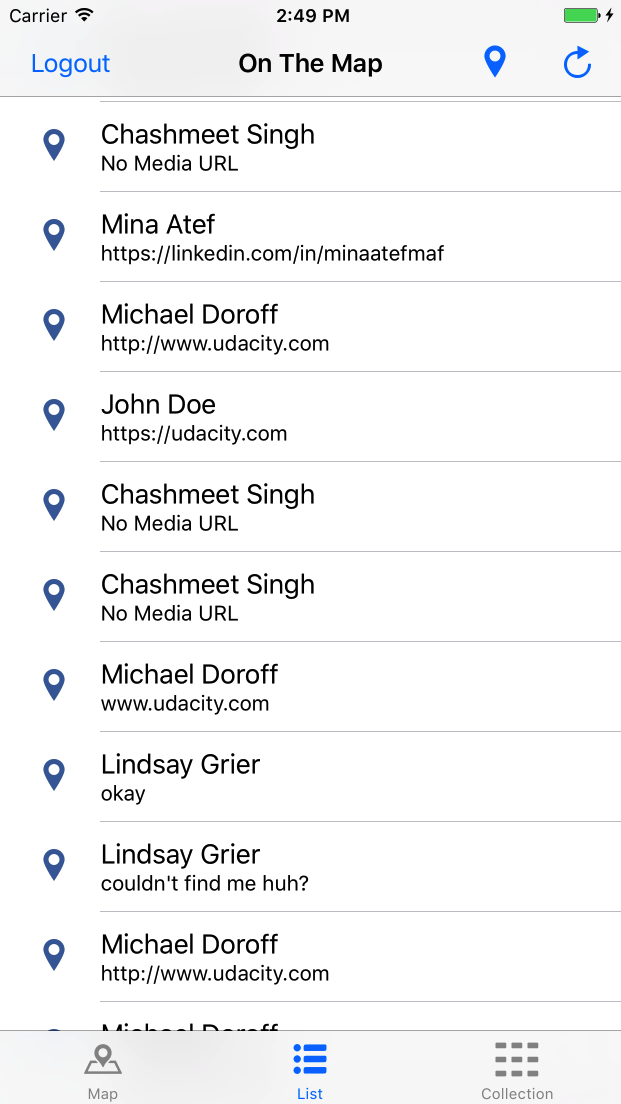 Carrier 2:49 PM
Logout On The Map
Chashmeet Singh
No Media URL
Mina Atef
https://linkedin.com/in/minaatefmaf
Michael Doroff
http://www.udacity.com
John Doe
https://udacity.com
Chashmeet Singh
No Media URL
Chashmeet Singh
No Media URL
Michael Doroff
www.udacity.com
Lindsay Grier
okay
Lindsay Grier
couldn't find me huh?
Michael Doroff
http://www.udacity.com
Michael Doroff
Map List Collection